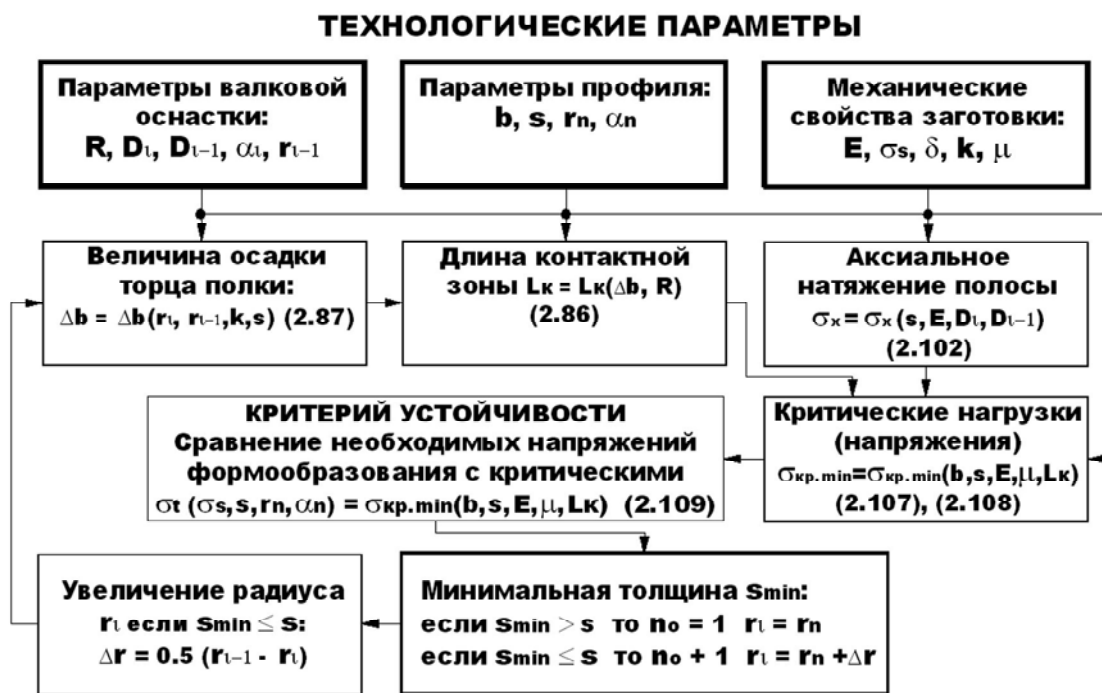 ТЕХНОЛОГИЧЕСКИЕ ПАРАМЕТРЫ
Параметры валковой
оснастки:
R, Dι, Dι-1, αι, rι-1
Параметры профиля:
b, s, rn, αn
Механические
свойства заготовки:
E, σs, δ, k, μ
Величина осадки
торца полки:
Δb = Δb(rι, rι-1,k,s) (2.87)
Длина контактной
зоны Lк = Lк(Δb, R)
(2.86)
Аксиальное
натяжение полосы
σx = σx (s,E,Dι,Dι-1)
(2.102)
КРИТЕРИЙ УСТОЙЧИВОСТИ
Сравнение необходимых напряжений
формообразования с критическими
σt (σs,s,rn,αn) = σкр.min(b,s,E,μ,Lк) (2.109)
Критические нагрузки
(напряжения)
σкр.min=σкр.min(b,s,E,μ,Lк)
(2.107), (2.108)
Увеличение радиуса
rι если Smin ≤ S:
Δr = 0.5 (rι-1 - rι)
Минимальная толщина Smin:
если Smin > s то no = 1 rι = rn
если Smin ≤ s то no + 1 rι = rn +Δr